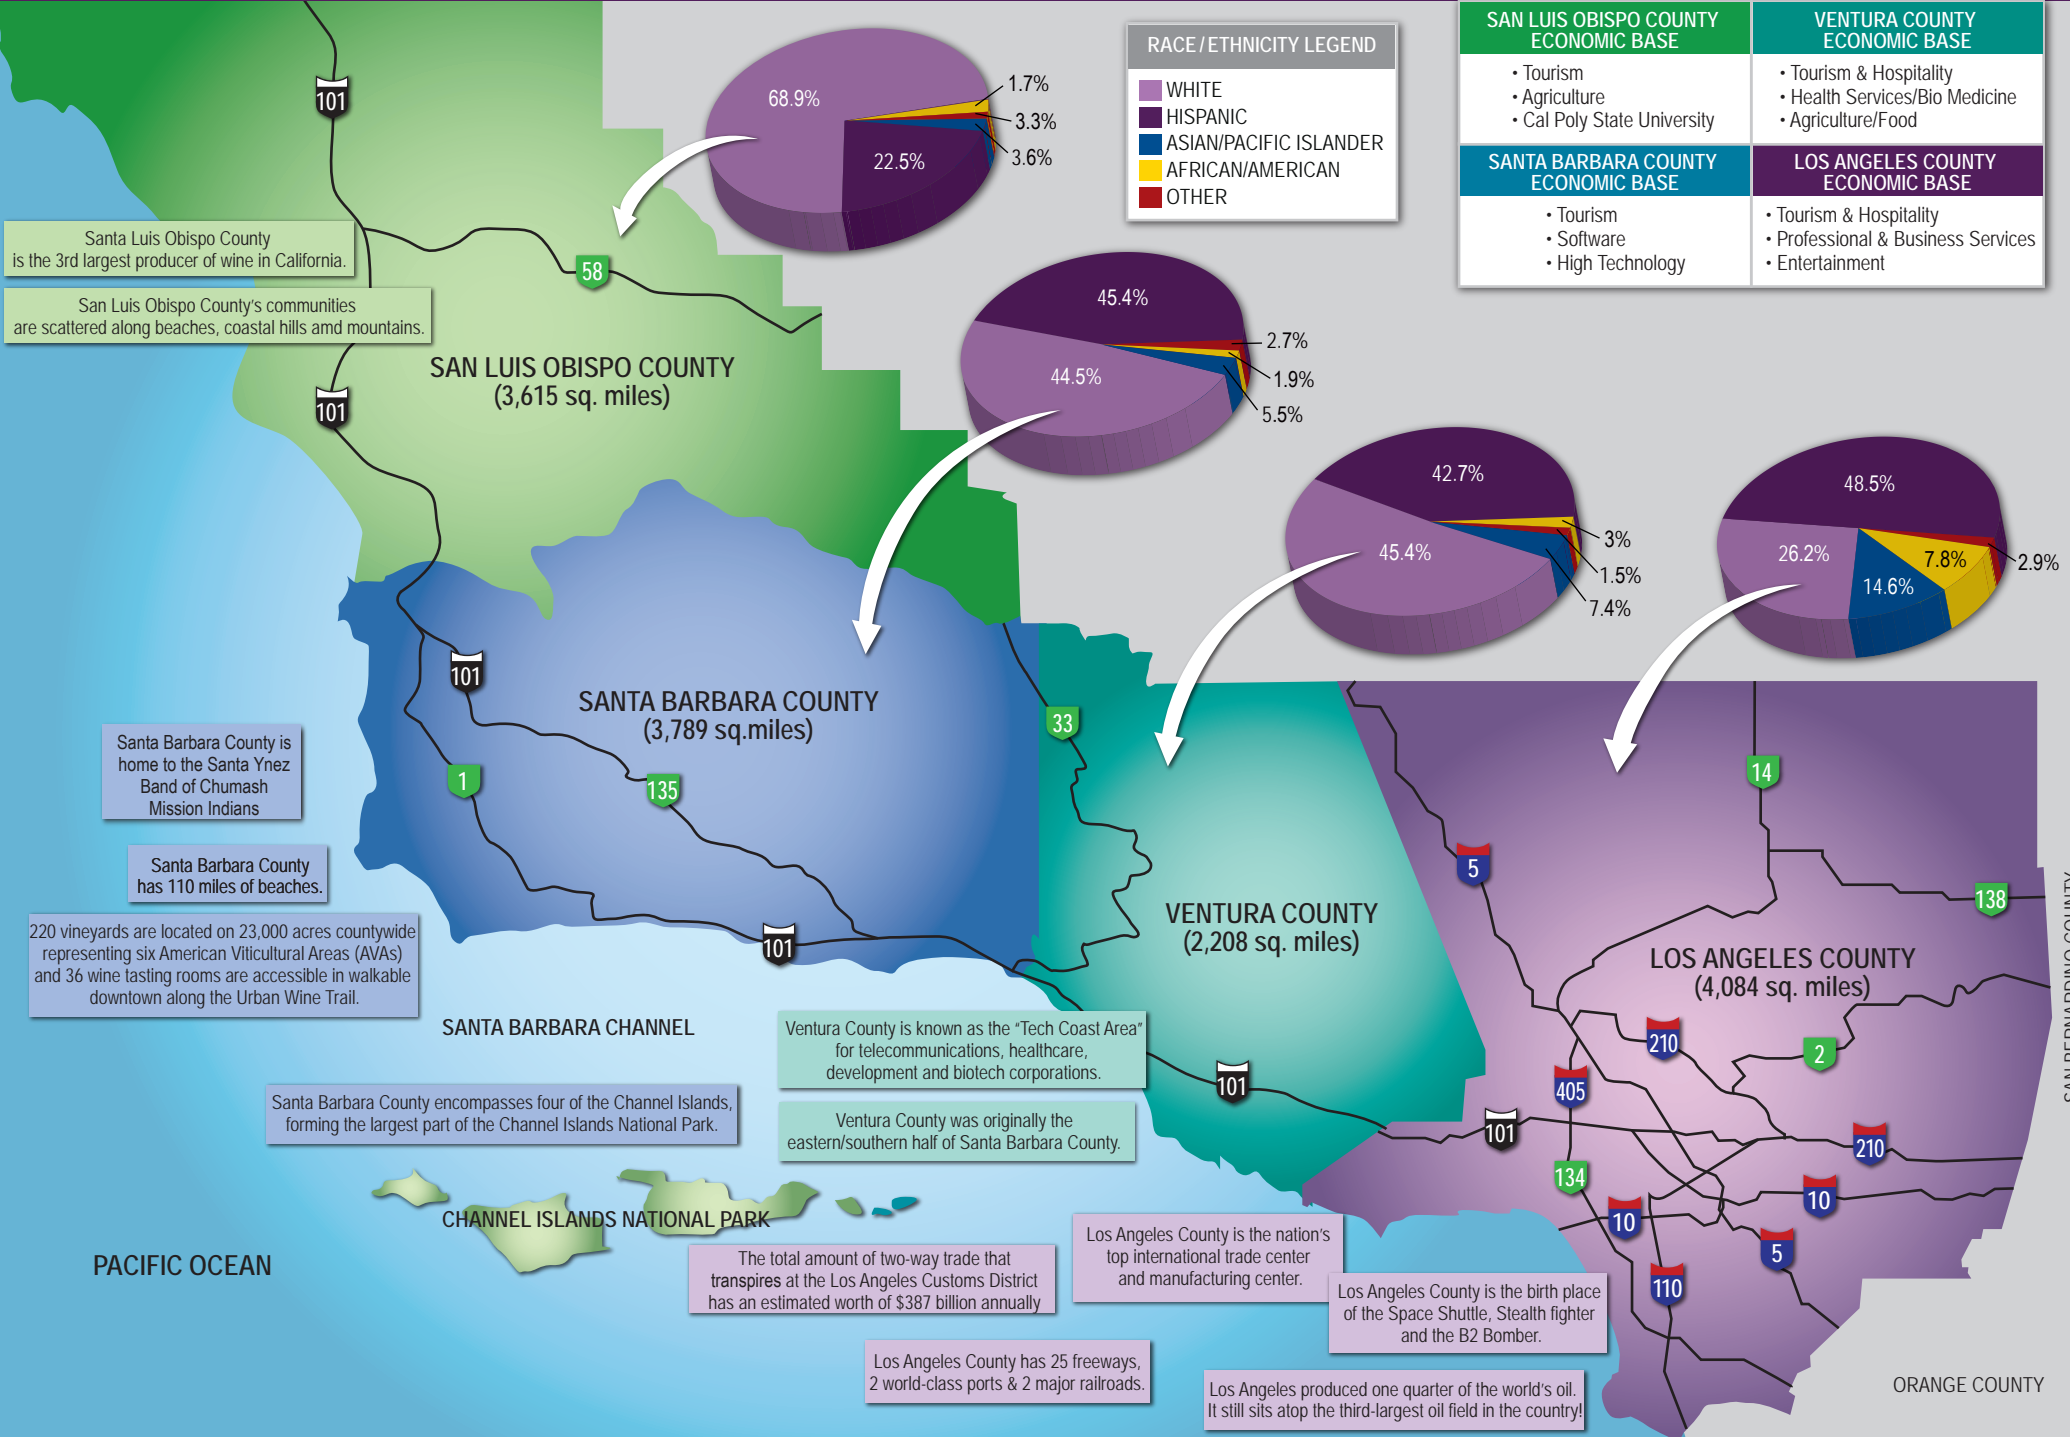 68.9%
1.7%
3.3%
3.6%
22.5%
RACE / ETHNICITY LEGEND
WHITE
HISPANIC
ASIAN/PACIFIC ISLANDER
AFRICAN/AMERICAN
OTHER
SAN LUIS OBISPO COUNTY
ECONOMIC BASE
• Tourism
• Agriculture
• Cal Poly State University
VENTURA COUNTY
ECONOMIC BASE
• Tourism & Hospitality
• Health Services/Bio Medicine
• Agriculture/Food
SANTA BARBARA COUNTY
ECONOMIC BASE
• Tourism
• Software
• High Technology
LOS ANGELES COUNTY
ECONOMIC BASE
• Tourism & Hospitality
• Professional & Business Services
• Entertainment
101
Santa Luis Obispo County
is the 3rd largest producer of wine in California.
58
San Luis Obispo County's communities
are scattered along beaches, coastal hills amd mountains.
SAN LUIS OBISPO COUNTY
(3,615 sq. miles)
101
45.4%
2.7%
1.9%
5.5%
44.5%
42.7%
3%
1.5%
7.4%
45.4%
48.5%
26.2%
7.8%
2.9%
14.6%
101
SANTA BARBARA COUNTY
(3,789 sq.miles)
33
1
135
101
Santa Barbara County is
home to the Santa Ynez
Band of Chumash
Mission Indians
Santa Barbara County
has 110 miles of beaches.
220 vineyards are located on 23,000 acres countywide
representing six American Viticultural Areas (AVAs)
and 36 wine tasting rooms are accessible in walkable
downtown along the Urban Wine Trail.
SANTA BARBARA CHANNEL
VENTURA COUNTY
(2,208 sq. miles)
5
14
138
LOS ANGELES COUNTY
(4,084 sq. miles)
SAN BERNARDINO COUNTY
210
2
405
101
101
210
134
10
10
5
110
Ventura County is known as the "Tech Coast Area"
for telecommunications, healthcare,
development and biotech corporations.
Ventura County was originally the
eastern/southern half of Santa Barbara County.
Santa Barbara County encompasses four of the Channel Islands,
forming the largest part of the Channel Islands National Park.
CHANNEL ISLANDS NATIONAL PARK
PACIFIC OCEAN
The total amount of two-way trade that
transpires at the Los Angeles Customs District
has an estimated worth of $387 billion annually
Los Angeles County is the nation's
top international trade center
and manufacturing center.
Los Angeles County is the birth place
of the Space Shuttle, Stealth fighter
and the B2 Bomber.
Los Angeles County has 25 freeways,
2 world-class ports & 2 major railroads.
Los Angeles produced one quarter of the world's oil.
It still sits atop the third-largest oil field in the country!
ORANGE COUNTY